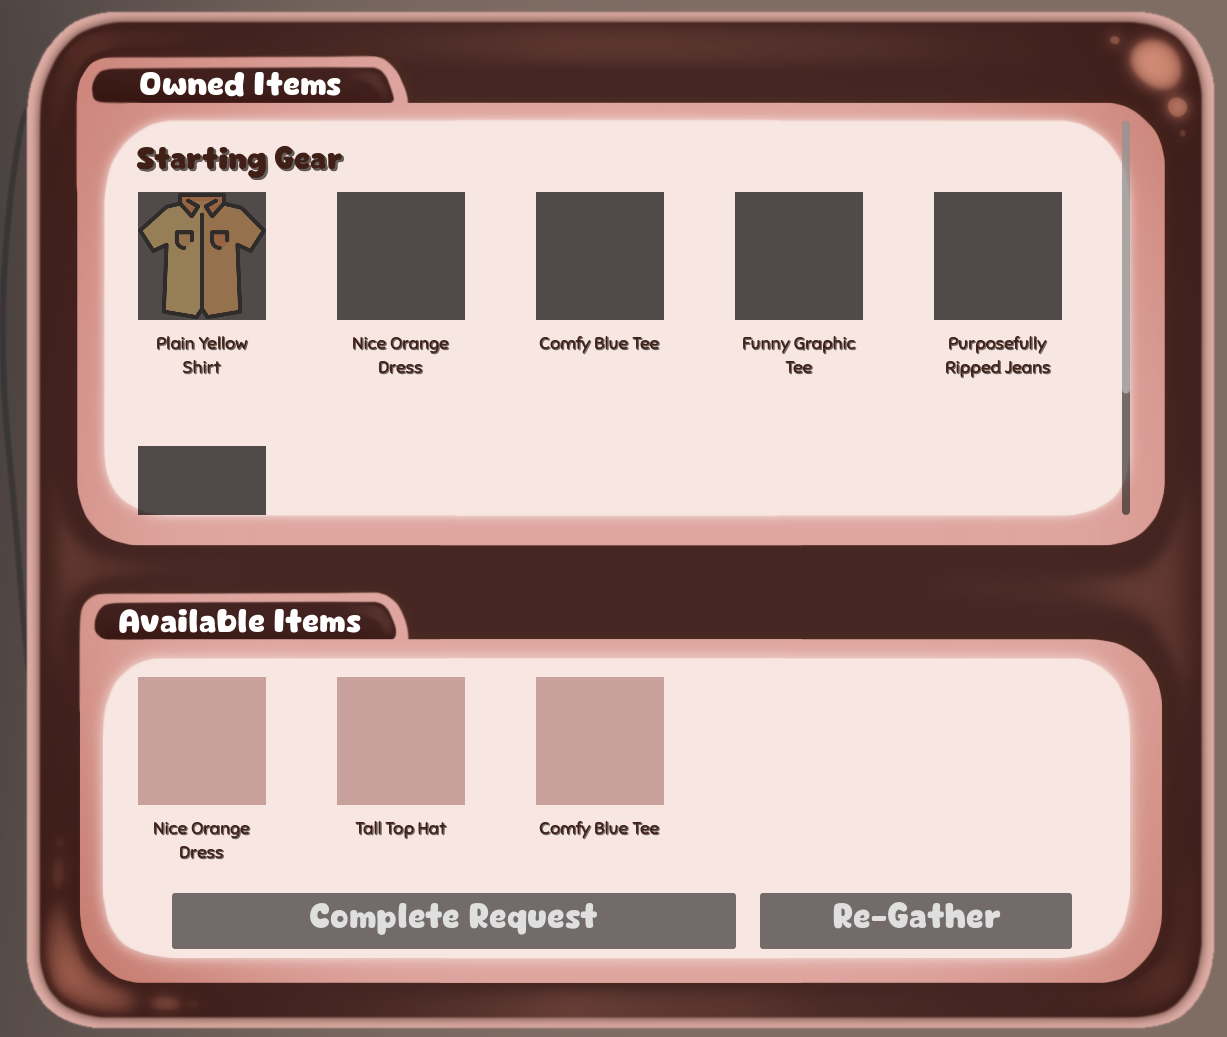 Owned Items
Starting Gear
Plain Yellow
Shirt
Nice Orange
Dress
Comfy Blue Tee
Funny Graphic
Tee
Purposefully
Ripped Jeans
Available Items
Nice Orange
Dress
Tall Top Hat
Comfy Blue Tee
Complete Request
Re-Gather